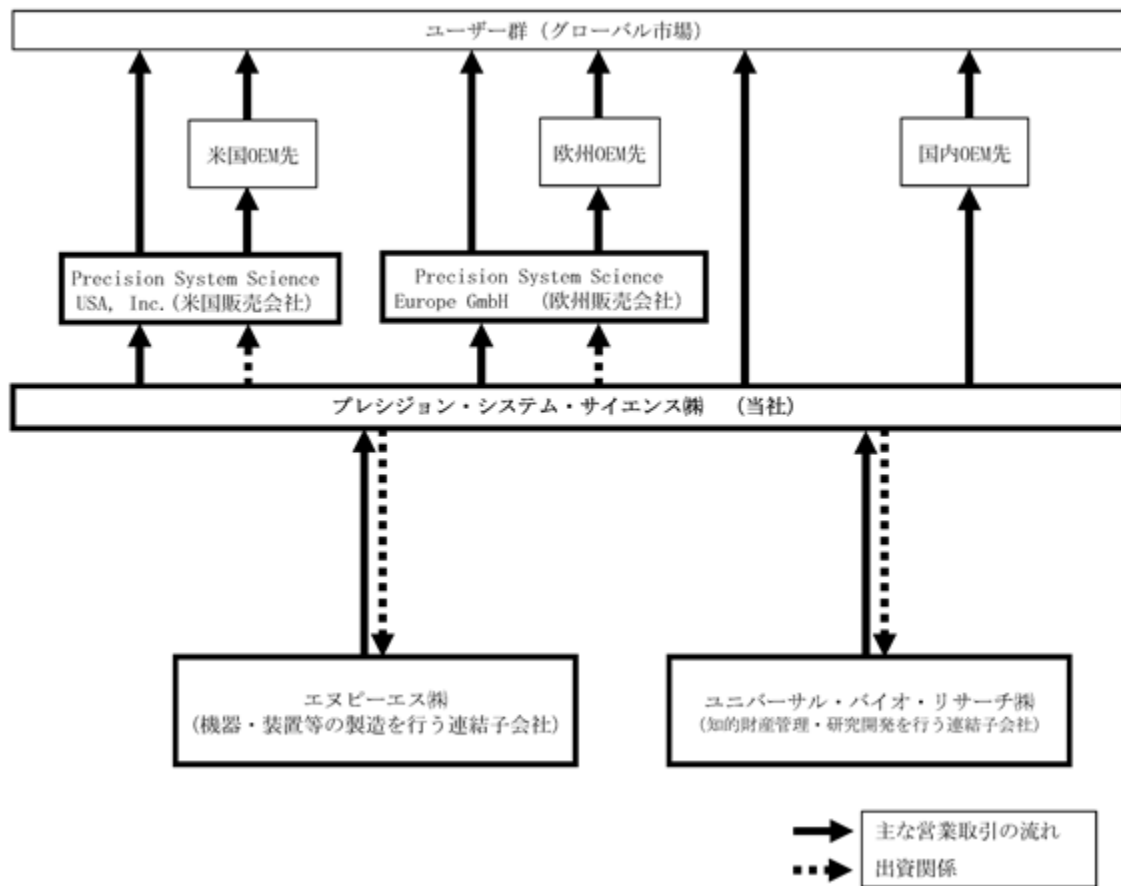 ユーザー群（グローバル市場）
米国OEM先
欧州OEM先
国内OEM先
Precision System Science
USA, Inc.(米国販売会社)
Precision System Science
Europe GmbH （欧州販売会社）
プレシジョン・システム・サイエンス㈱ （当社）
エヌピーエス㈱
(機器・装置等の製造を行う連結子会社)
ユニバーサル・バイオ・リサーチ㈱
(知的財産管理・研究開発を行う連結子会社)
主な営業取引の流れ
出資関係